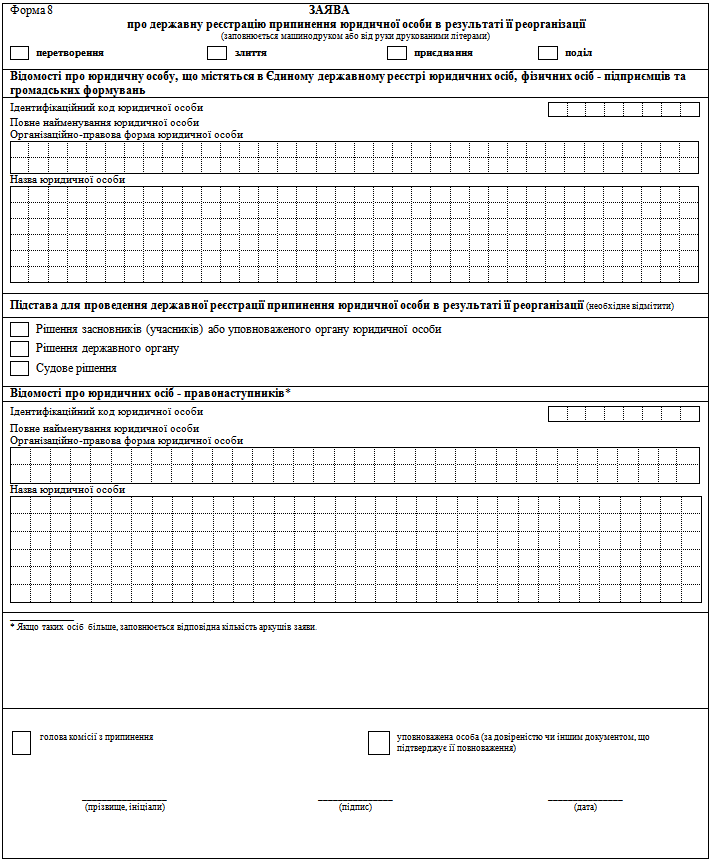 Форма 8
ЗАЯВА
про державну реєстрацію припинення юридичної особи в результаті її реорганізації
(заповнюється машинодруком або від руки друкованими літерами)
перетворення злиття приєднання поділ
Відомості про юридичну особу, що містяться в Єдиному державному реєстрі юридичних осіб, фізичних осіб - підприємців та
громадських формувань
Ідентифікаційний код юридичної особи
Повне найменування юридичної особи
Організаційно-правова форма юридичної особи
Назва юридичної особи
Підстава для проведення державної реєстрації припинення юридичної особи в результаті її реорганізації (необхідне відмітити)
Рішення засновників (учасників) або уповноваженого органу юридичної особи
Рішення державного органу
Судове рішення
Відомості про юридичних осіб - правонаступників*
Ідентифікаційний код юридичної особи
Повне найменування юридичної особи
Організаційно-правова форма юридичної особи
Назва юридичної особи
* Якщо таких осіб більше, заповнюється відповідна кількість аркушів заяви.
голова комісії з припинення
уповноважена особа (за довіреністю чи іншим документом, що
підтверджує її повноваження)
(прізвище, ініціали) (підпис) (дата)